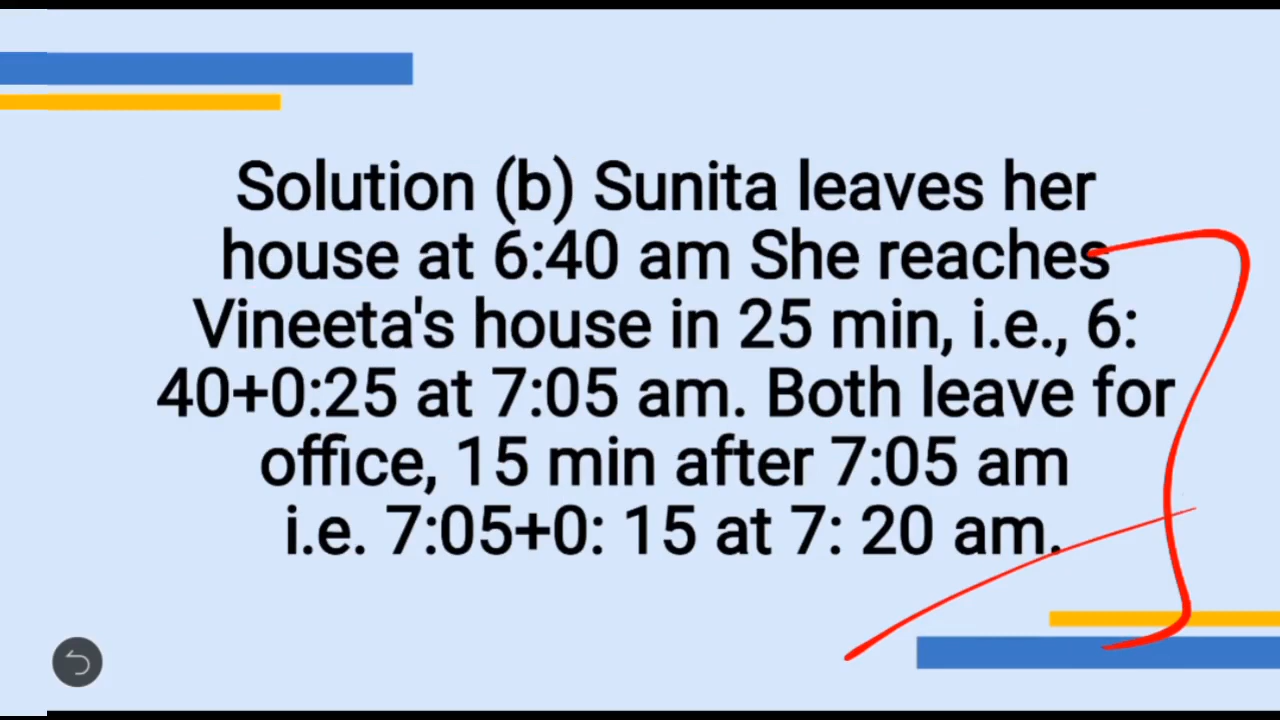 Solution (b) Sunita leaves her
house at 6:40 am She reaches
Vineeta's house in 25 min, i.e., 6:
40+0:25 at 7:05 am. Both leave for
office, 15 min after 7:05 am
i.e. 7:05+0: 15 at 7: 20 am.